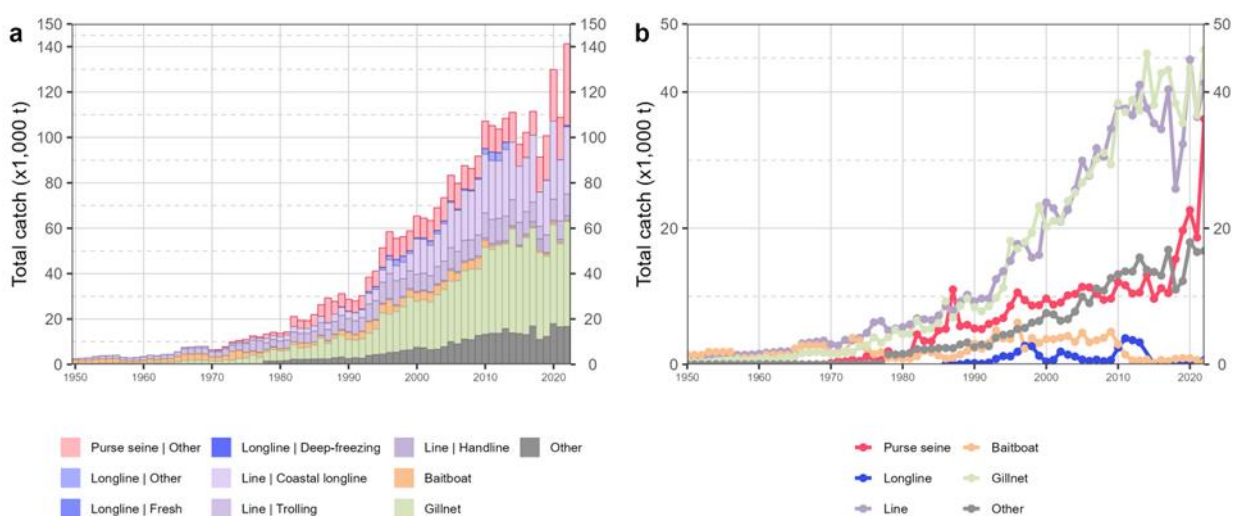 a
Total catch (x1,000 t)
150
140
120
100
80
60
40
20
0
150
140
120
100
80
60
40
20
0
1950 1960 1970 1980 1990 2000 2010 2020
Purse seine | Other
Longline | Other
Longline | Fresh
Longline | Deep-freezing
Line | Coastal longline
Line | Trolling
Line | Handline
Baitboat
Gillnet
Other
b
Total catch (x1,000 t)
50
40
20
0
50
40
20
0
1950 1960 1970 1980 1990 2000 2010 2020
Purse seine
Longline
Line
Baitboat
Gillnet
Other